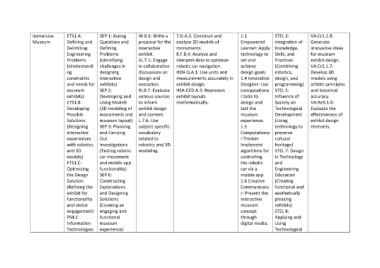 Immersive
Museum
ETS1.A:
Defining and
Delimiting
Engineering
Problems
(Understandi
ng
constraints
and needs for
museum
exhibits)
ETS1.B:
Developing
Possible
Solutions
(Designing
interactive
experiences
with robotics
and 3D
models)
ETS1.C:
Optimizing
the Design
Solution
(Refining the
exhibit for
functionality
and visitor
engagement)
PS4.C:
Information
Technologies
SEP 1: Asking
Questions and
Defining
Problems
(Identifying
challenges in
designing
interactive
exhibits)
SEP 2:
Developing and
Using Models
(3D modeling of
monuments and
museum layout)
SEP 3: Planning
and Carrying
Out
Investigations
(Testing robotic
car movement
and mobile app
functionality)
SEP 6:
Constructing
Explanations
and Designing
Solutions
(Creating an
engaging and
functional
museum
experience)
W.8.1: Write a
proposal for the
interactive
exhibit.
SL.7.1: Engage
in collaborative
discussions on
design and
execution.
RI.8.7: Evaluate
various sources
to inform
exhibit design
and content.
L.7.6: Use
subject specific
vocabulary
related to
robotics and 3D
modeling.
7.G.A.3: Construct and
analyze 3D models of
monuments.
8.F.B.4: Analyze and
interpret data to optimize
robotic car navigation.
HSN-Q.A.1: Use units and
measurements accurately in
exhibit design.
HSA-CED.A.3: Represent
exhibit layouts
mathematically.
1.1
Empowered
Learner: Apply
technology to
set and
achieve
design goals.
1.4 Innovative
Designer: Use
computationa
l tools to
design and
test the
museum
experience.
1.5
Computationa
l Thinker:
Implement
algorithms for
controlling
the robotic
car via a
mobile app.
1.6 Creative
Communicato
r: Present the
interactive
museum
concept
through
digital media.
STEL 3:
Integration of
Knowledge,
Skills, and
Practices
(Combining
robotics,
design, and
programming)
STEL 5:
Influence of
Society on
Technological
Development
(Using
technology to
preserve
cultural
heritage)
STEL 7: Design
in Technology
and
Engineering
Education
(Creating
functional and
aesthetically
pleasing
exhibits)
STEL 8:
Applying and
Using
Technological
VA.Cr1.1.8:
Generate
innovative ideas
for museum
exhibit design.
VA.Cr2.1.7:
Develop 3D
models using
artistic principles
and historical
accuracy.
VA.Re9.1.8:
Evaluate the
effectiveness of
exhibit design
elements.